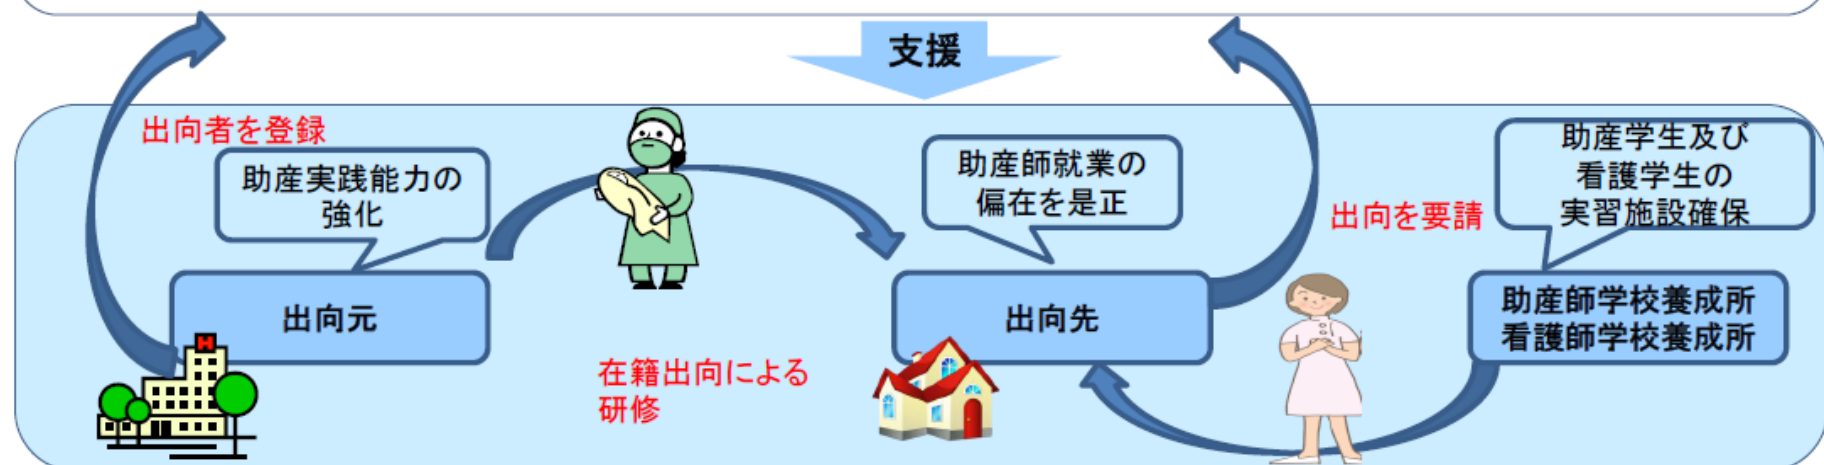 支援
出向者を登録
助産実践能力の
強化
助産師就業の
偏在を是正
助産学生及び
看護学生の
実習施設確保
出向を要請
出向元
出向先
助産師学校養成所
看護師学校養成所
在籍出向による
研修
H